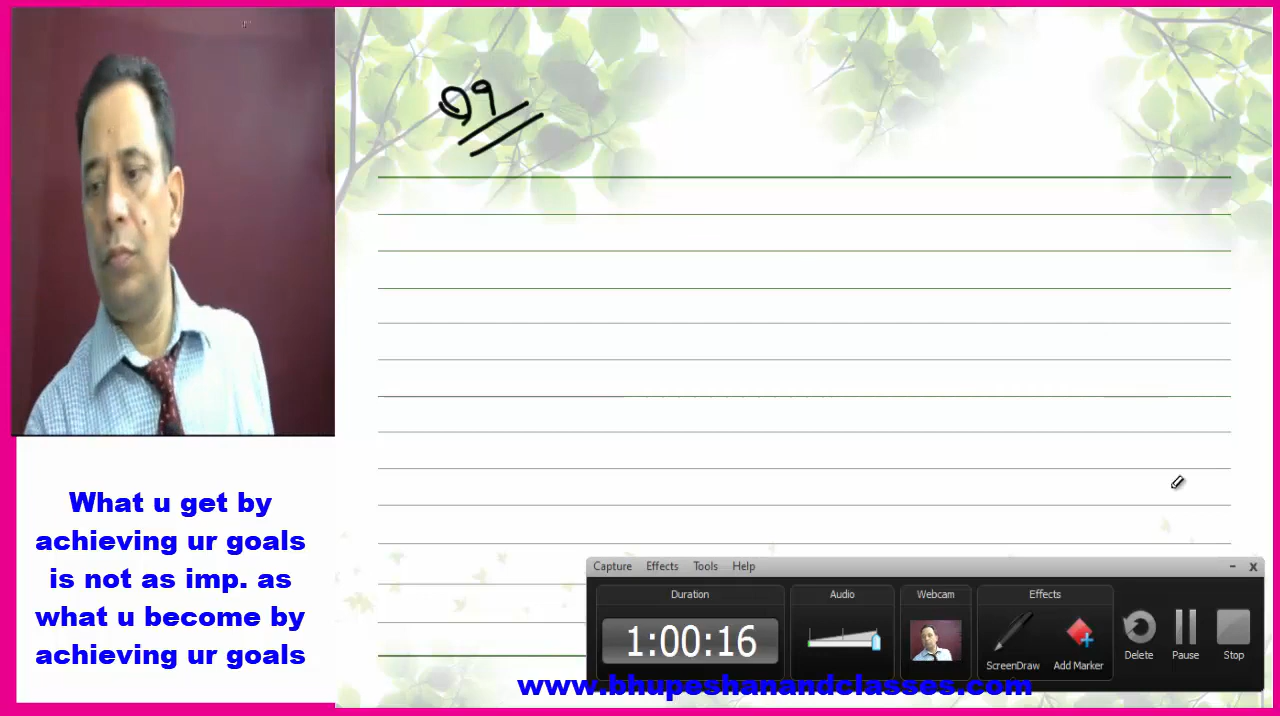 Q9
What u get by
achieving ur goals
is not as imp. as
what u become by
achieving ur goals
Capture Effects Tools Help
Duration Audio Webcam Effects
1:00:16
ScreenDraw Add Marker Delete Pause Stop
www.bhupeshanandclasses.com